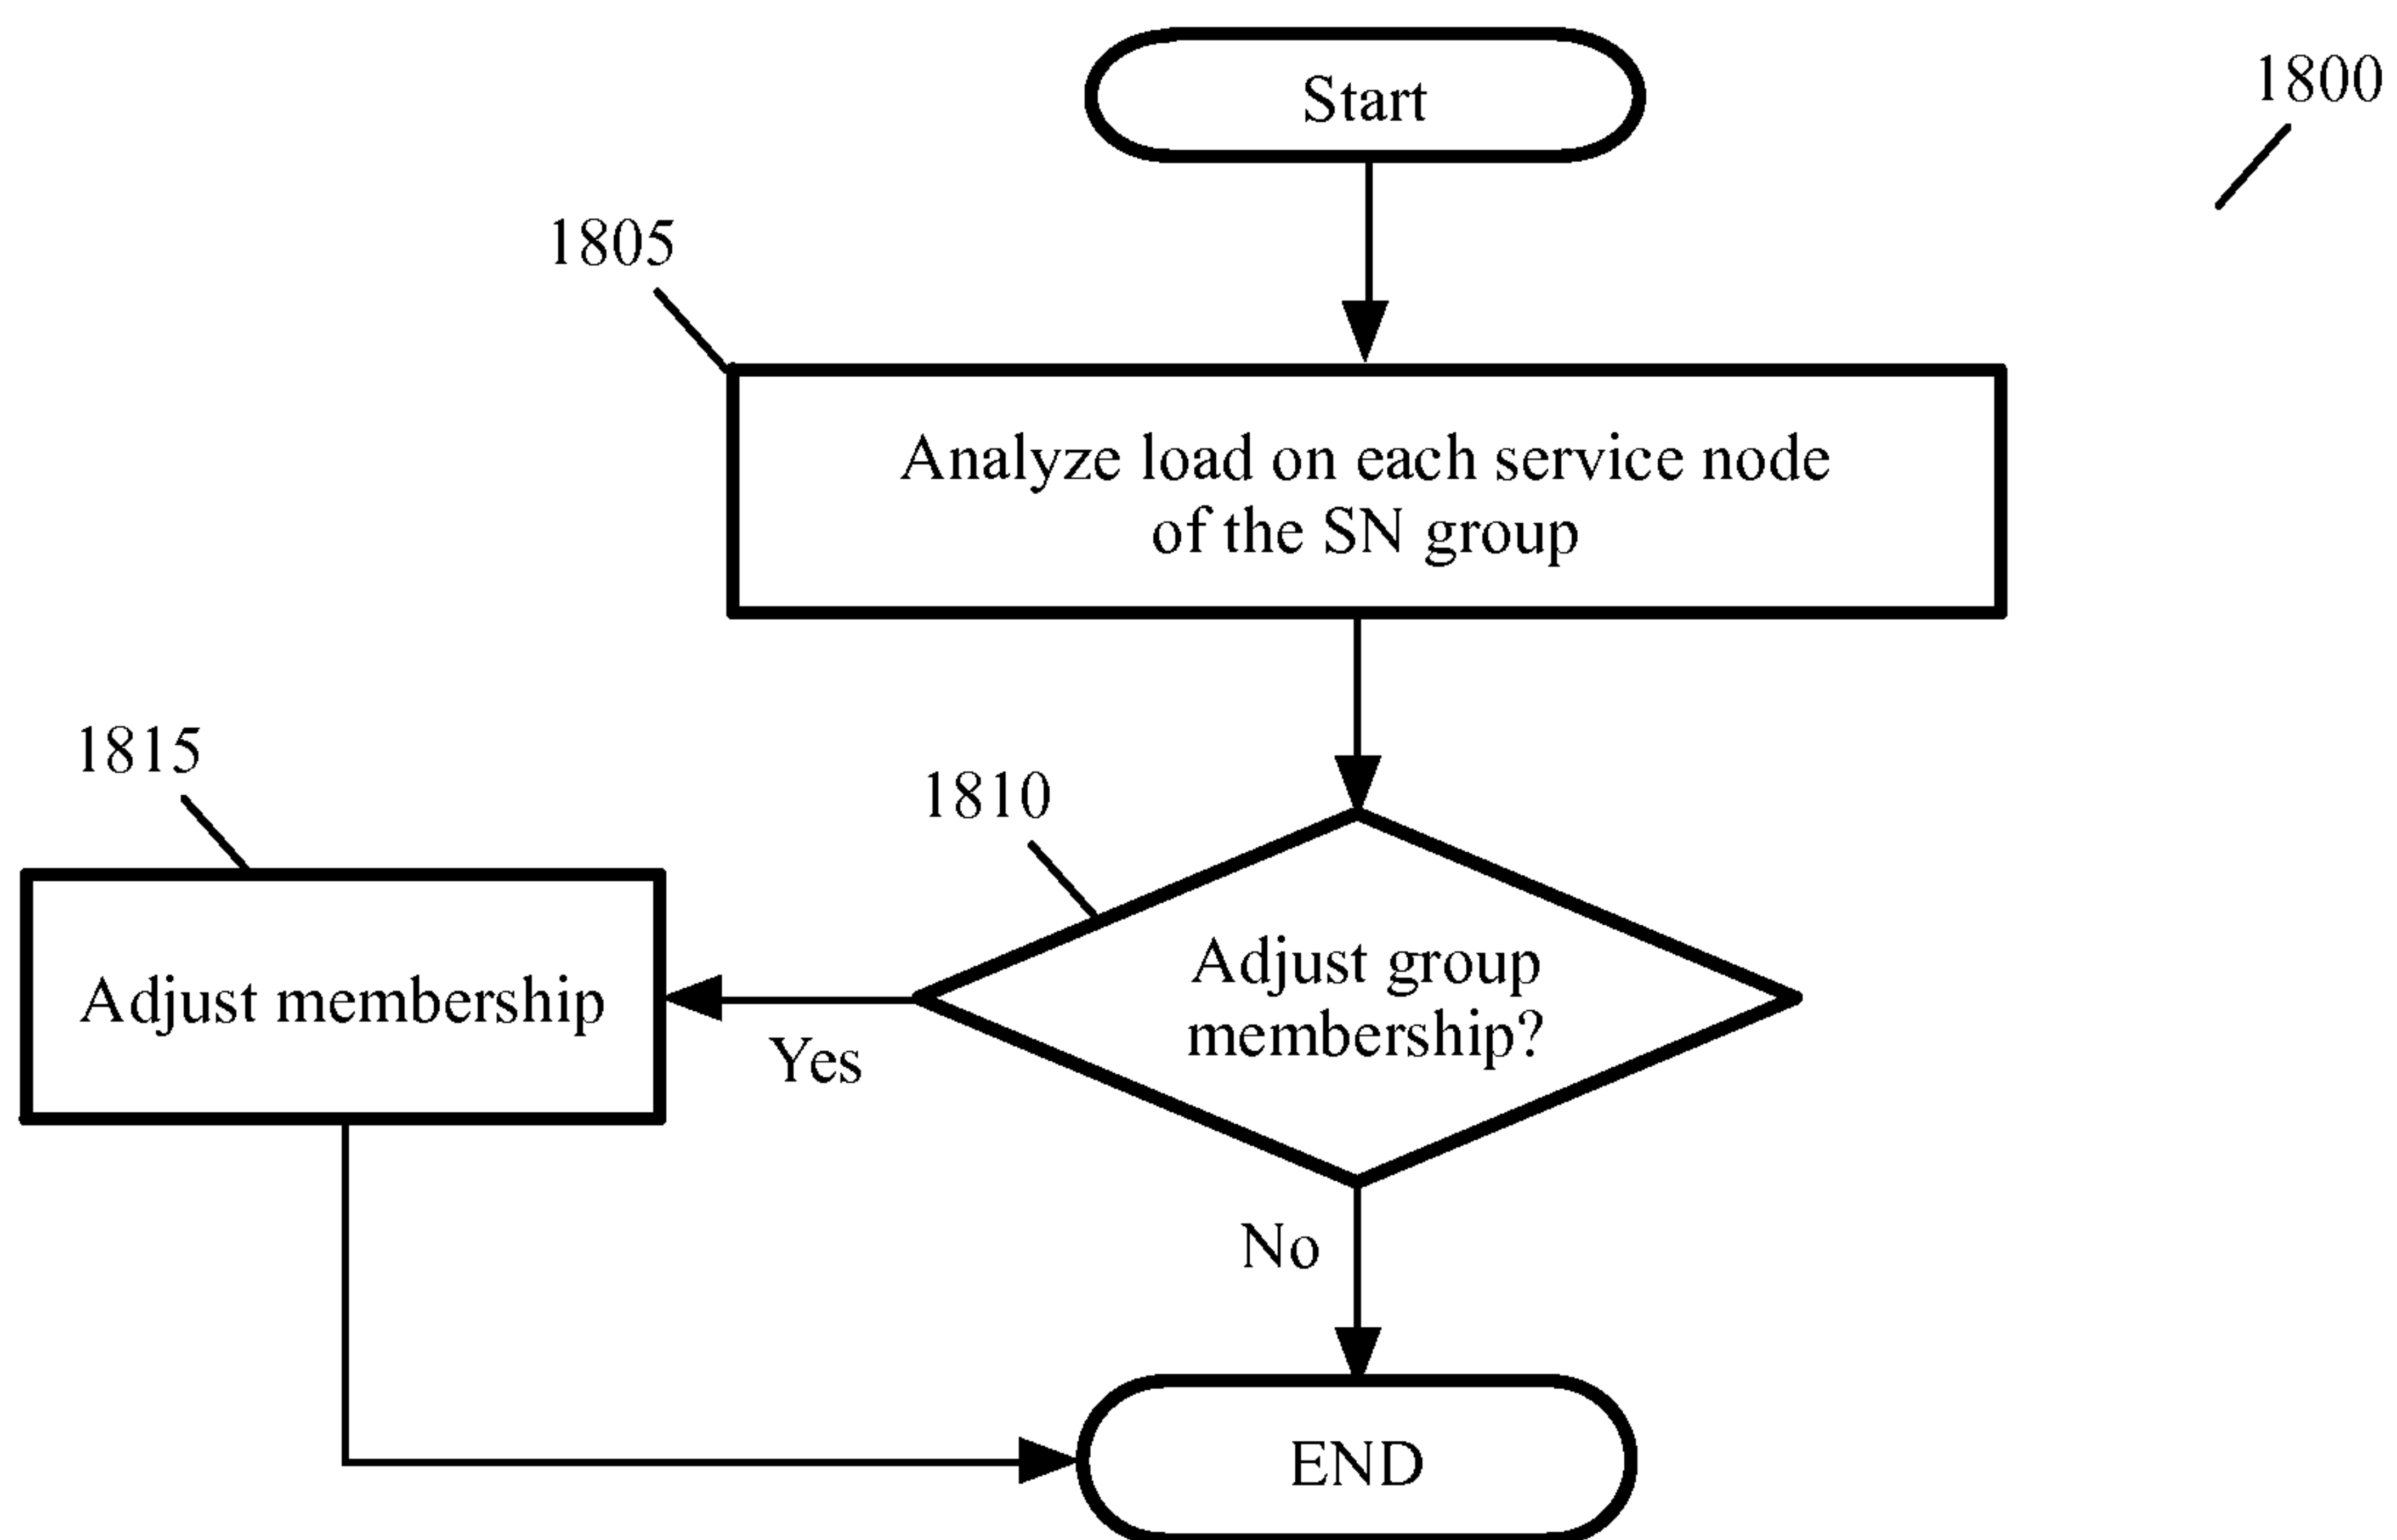 Start
1800
1805
Analyze load on each service node
of the SN group
1815
1810
Adjust group
membership?
Adjust membership
Yes
No
END